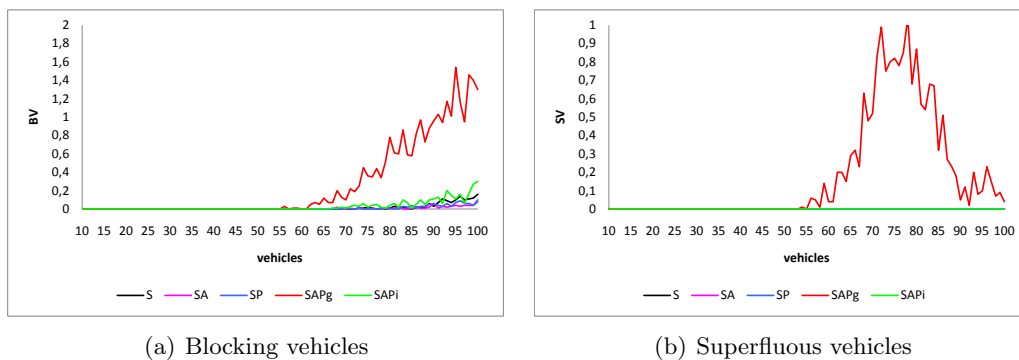 2
1,8
1,6
1,4
1,2
1
0,8
0,6
0,4
0,2
0
BV
10 15 20 25 30 35 40 45 50 55 60 65 70 75 80 85 90 95 100
vehicles
S SA SP SAPg SAPi
(a) Blocking vehicles
1
0,9
0,8
0,7
0,6
0,5
0,4
0,3
0,2
0,1
0
SV
10 15 20 25 30 35 40 45 50 55 60 65 70 75 80 85 90 95 100
vehicles
S SA SP SAPg SAPi
(b) Superfluous vehicles